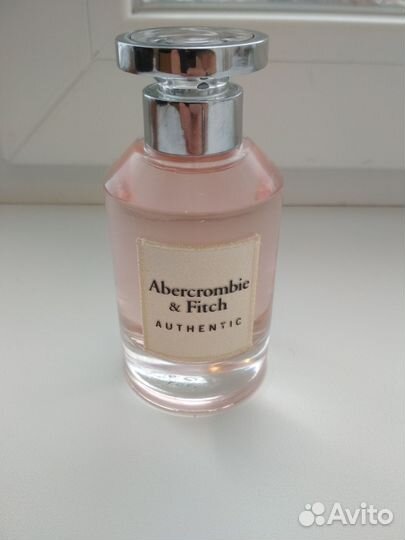 Abercrombie
& Fitch
AUTHENTIC
Avito